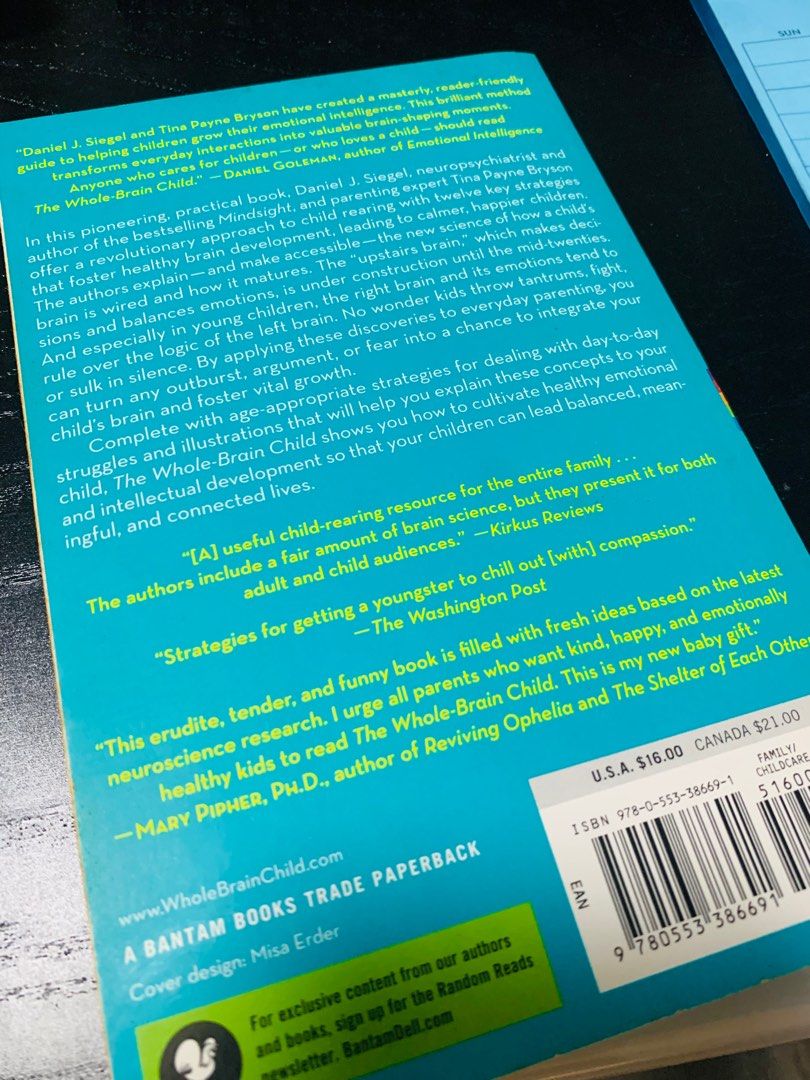 "Daniel J. Siegel and Tina Payne Bryson have created a masterly, reader-friendly
guide to helping children grow their emotional intelligence. This brilliant method
transforms everyday interactions into valuable brain-shaping moments.
Anyone who cares for children—or who loves a child—should read
The Whole-Brain Child." —Daniel Goleman, author of Emotional Intelligence
In this pioneering, practical book, Daniel J. Siegel, neuropsychiatrist and
author of the bestselling Mindsight, and parenting expert Tina Payne Bryson
offer a revolutionary approach to child rearing with twelve key strategies
that foster healthy brain development, leading to calmer, happier children.
The authors explain—and make accessible—the new science of how a child's
brain is wired and how it matures. The "upstairs brain," which makes deci-
sions and balances emotions, is under construction until the mid-twenties.
And especially in young children, the right brain and its emotions tend to
rule over the logic of the left brain. No wonder kids throw tantrums, fight,
or sulk in silence. By applying these discoveries to everyday parenting, you
can turn any outburst, argument, or fear into a chance to integrate your
child's brain and foster vital growth.
Complete with age-appropriate strategies for dealing with day-to-day
struggles and illustrations that will help you explain these concepts to your
child, The Whole-Brain Child shows you how to cultivate healthy emotional
and intellectual development so that your children can lead balanced, mean-
ingful, and connected lives.
"[A] useful child-rearing resource for the entire family . . .
The authors include a fair amount of brain science, but they present it for both
adult and child audiences." —Kirkus Reviews
"Strategies for getting a youngster to chill out [with] compassion."
—The Washington Post
"This erudite, tender, and funny book is filled with fresh ideas based on the latest
neuroscience research. I urge all parents who want kind, happy, and emotionally
healthy kids to read The Whole-Brain Child. This is my new baby gift."
—Mary Pipher, Ph.D., author of Reviving Ophelia and The Shelter of Each Other
www.WholeBrainChild.com
A BANTAM BOOKS TRADE PAPERBACK
Cover design: Misa Erder
For exclusive content from our authors
and books, sign up for the Random Reads
newsletter. BantamDell.com
U.S.A. $16.00 CANADA $21.00
FAMILY/
CHILDCARE
ISBN 978-0-553-38669-1
5160
EAN
9 780553 386691
SUN